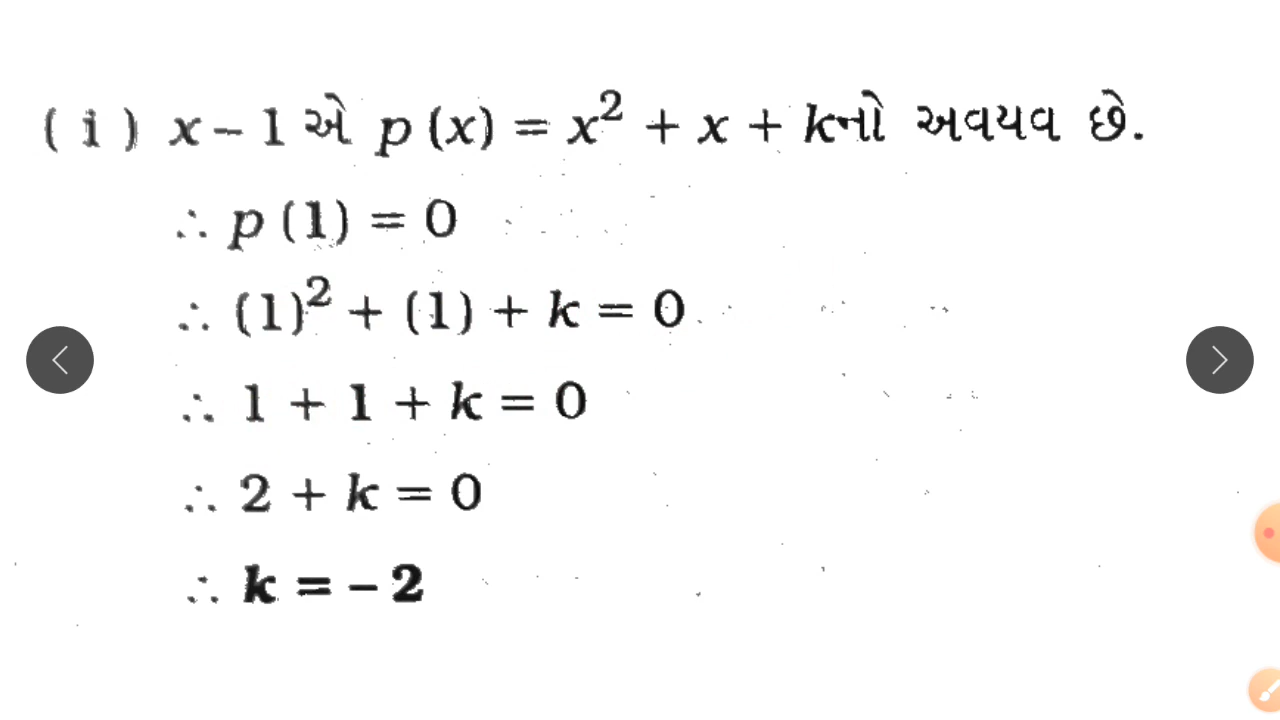 ( i ) x – 1 એ p (x) = x² + x + kનો અવયવ છે.
∴ p (1) = 0
∴ (1)² + (1) + k = 0
∴ 1 + 1 + k = 0
∴ 2 + k = 0
∴ k = – 2